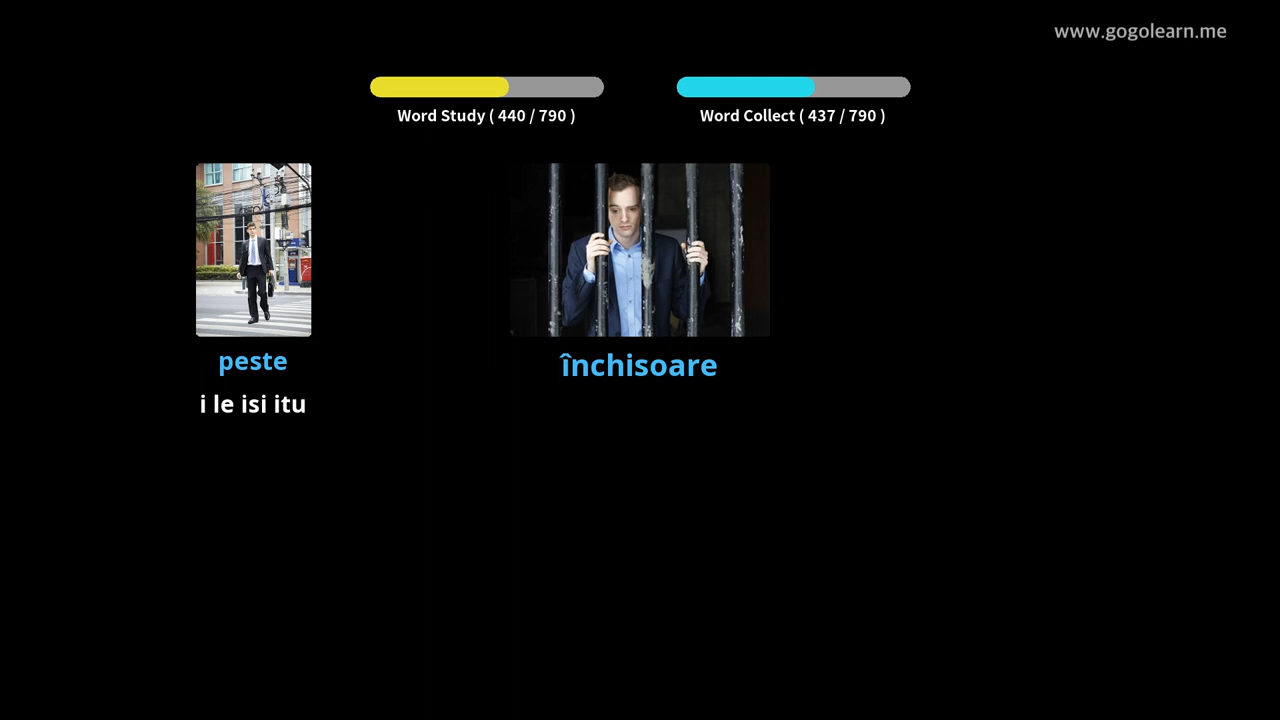 www.gogolearn.me
Word Study ( 440 / 790 )
Word Collect ( 437 / 790 )
peste
i le isi itu
închisoare